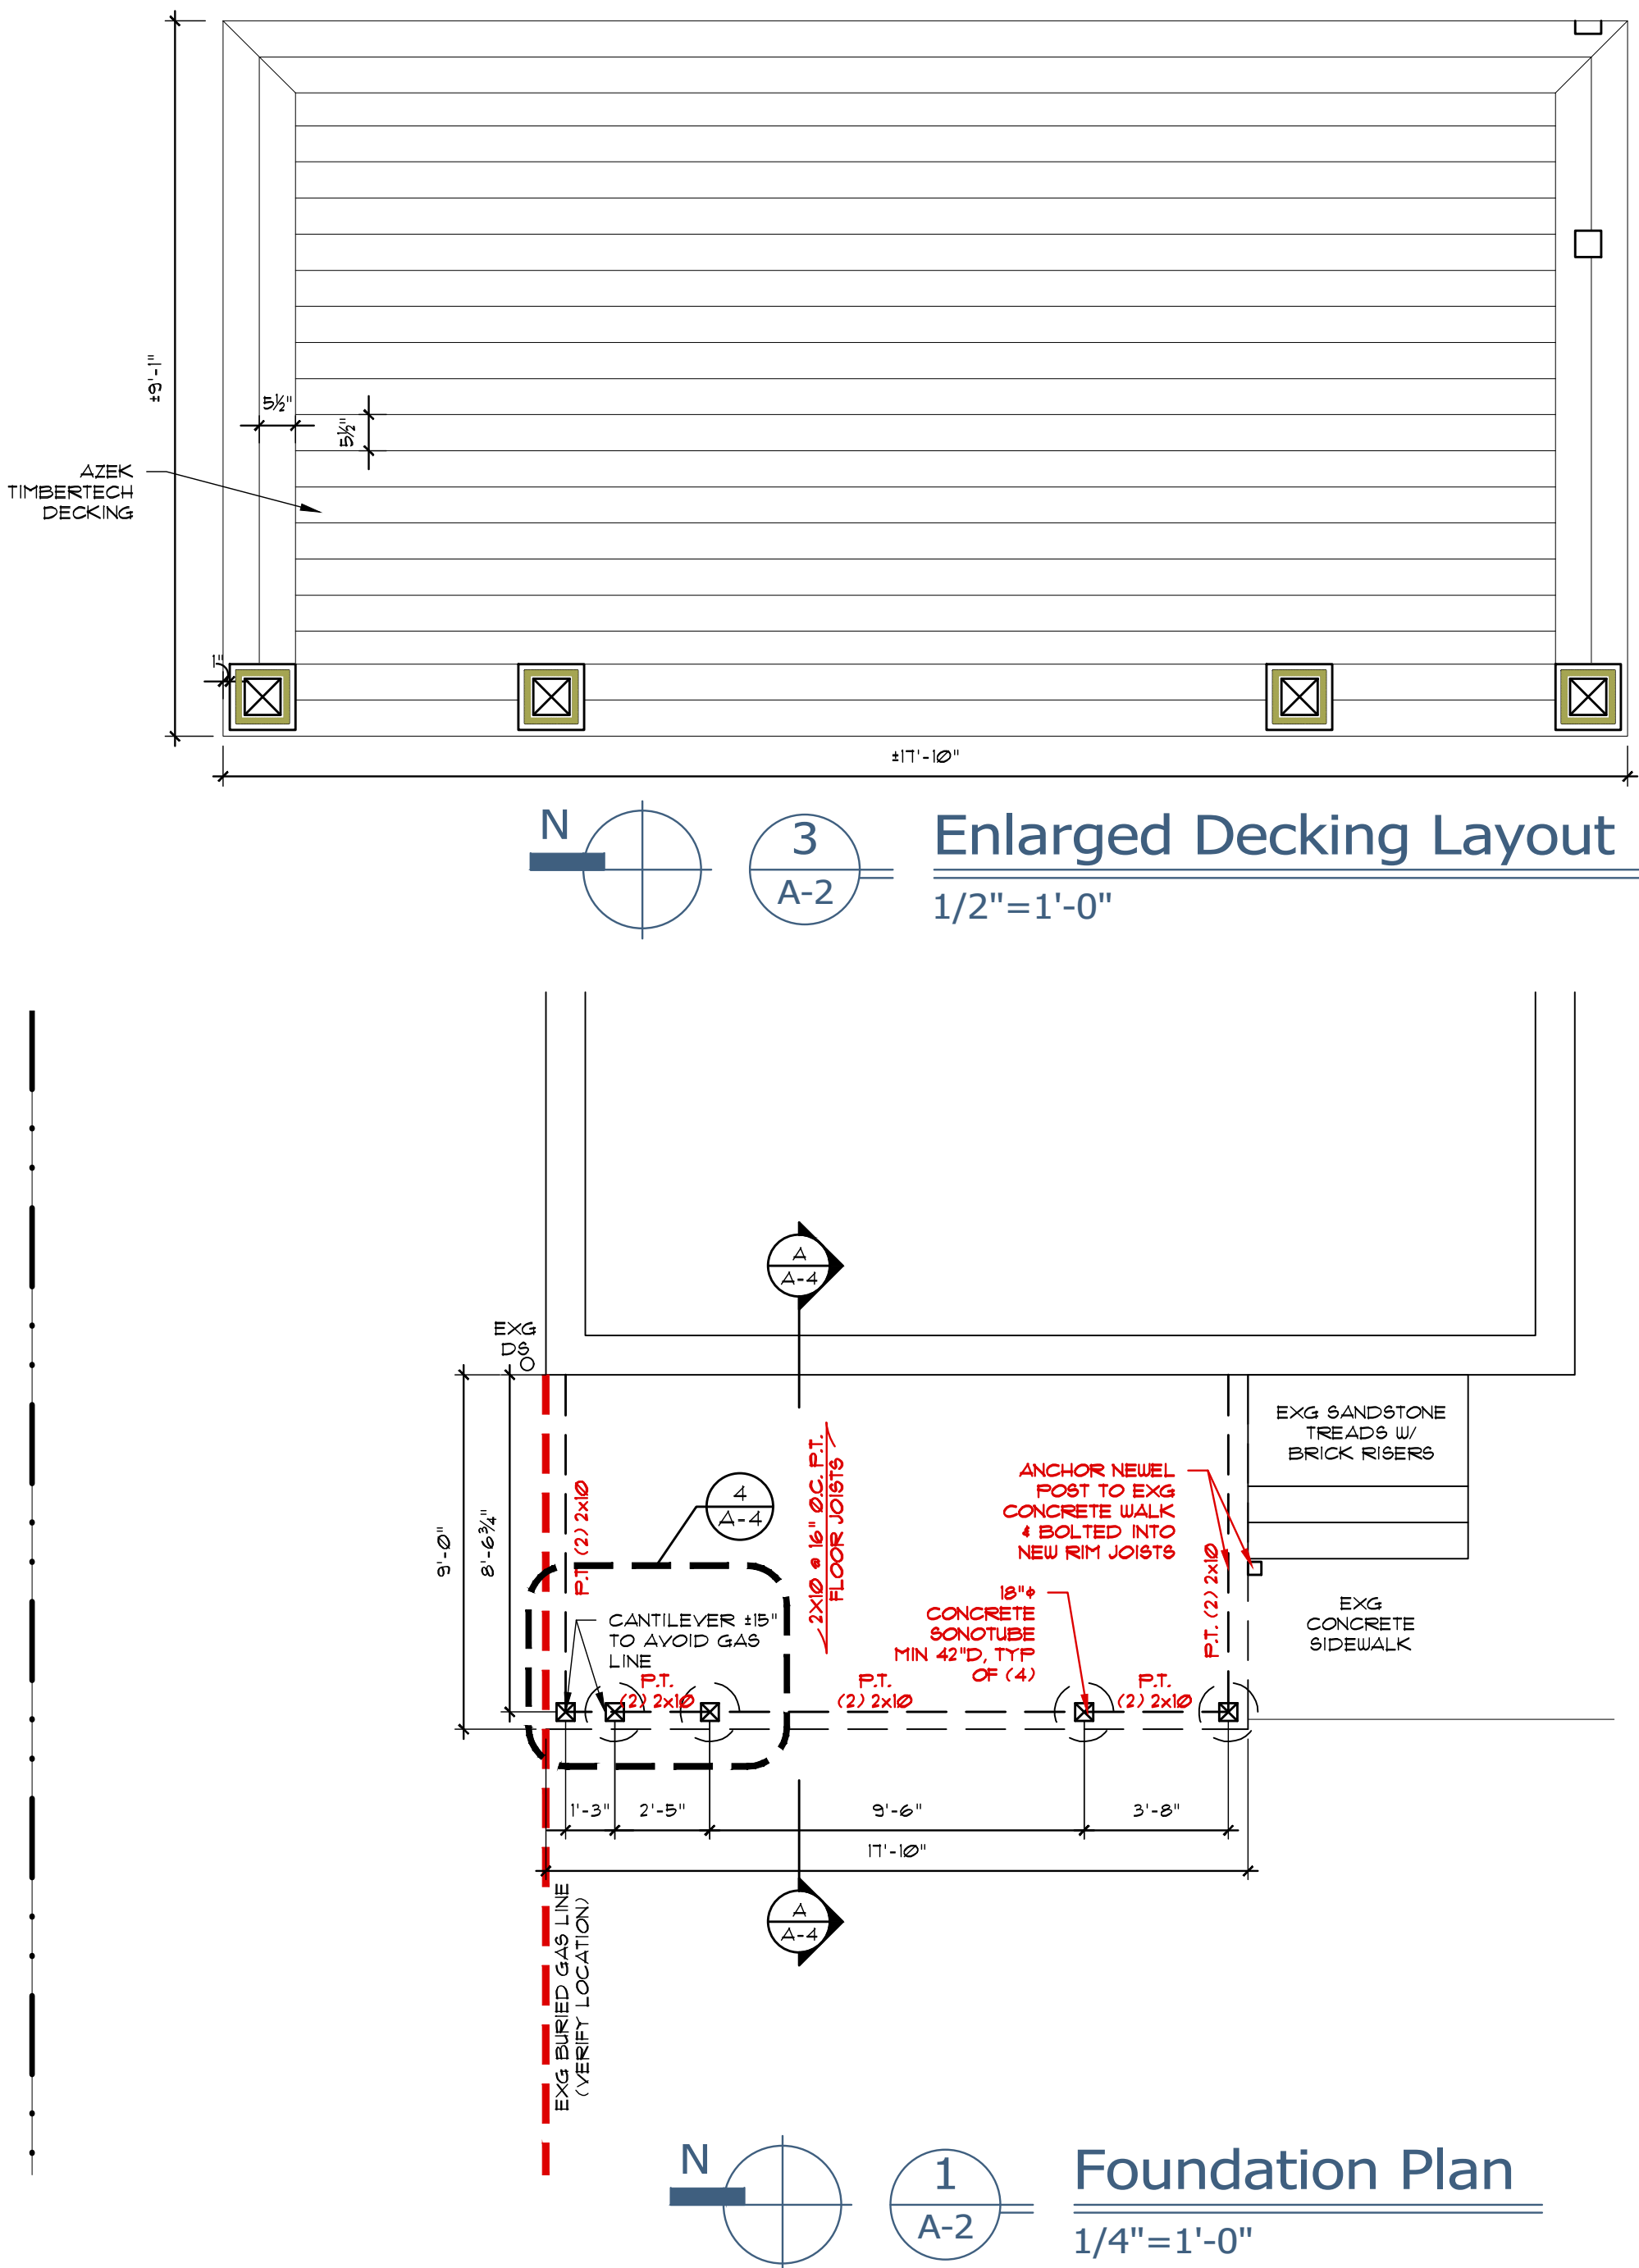 ±9'-1"
5½"
5½"
AZEK
TIMBERTECH
DECKING
1"
±17'-10"
N
3
A-2
Enlarged Decking Layout
1/2"=1'-0"
A
A-4
EXG
DS
EXG SANDSTONE
TREADS W/
BRICK RISERS
9'-0"
8'-6¾"
P.T. (2) 2x10
4
A-4
2X10 @ 16" O.C. P.T.
FLOOR JOISTS
ANCHOR NEWEL
POST TO EXG
CONCRETE WALK
& BOLTED INTO
NEW RIM JOISTS
P.T. (2) 2x10
18"ϕ
CONCRETE
SONOTUBE
MIN 42"D, TYP
OF (4)
EXG
CONCRETE
SIDEWALK
CANTILEVER ±15"
TO AVOID GAS
LINE
P.T.
(2) 2x10
P.T.
(2) 2x10
P.T.
(2) 2x10
1'-3"
2'-5"
9'-6"
3'-8"
17'-10"
EXG BURIED GAS LINE
(VERIFY LOCATION)
A
A-4
N
1
A-2
Foundation Plan
1/4"=1'-0"